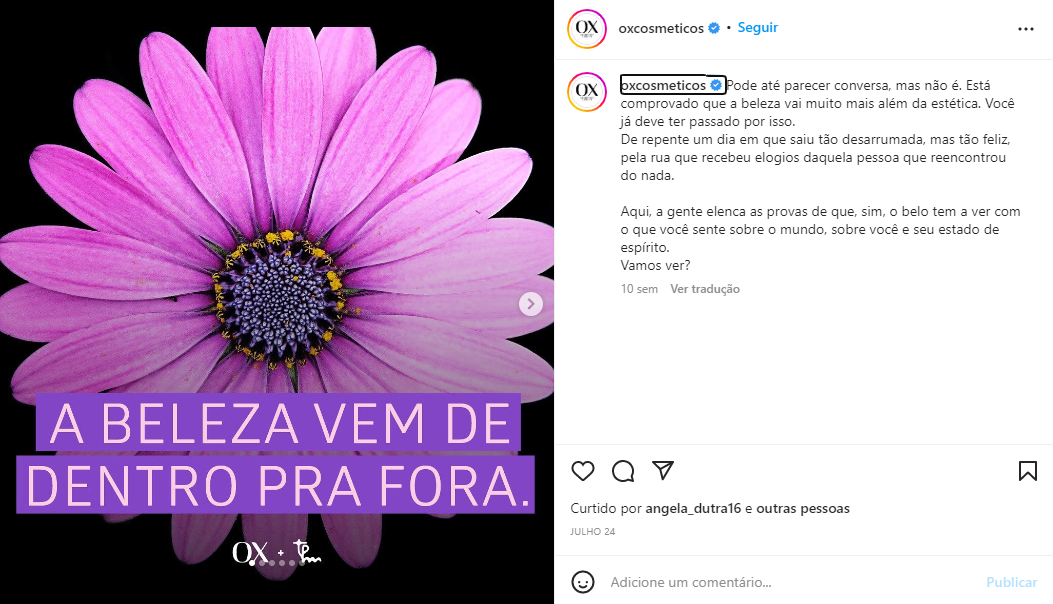 A BELEZA VEM DE
DENTRO PRA FORA.
OX +
OX
oxcosmeticos • Seguir
OX
oxcosmeticos Pode até parecer conversa, mas não é. Está
comprovado que a beleza vai muito mais além da estética. Você
já deve ter passado por isso.
De repente um dia em que saiu tão desarrumada, mas tão feliz,
pela rua que recebeu elogios daquela pessoa que reencontrou
do nada.
Aqui, a gente elenca as provas de que, sim, o belo tem a ver com
o que você sente sobre o mundo, sobre você e seu estado de
espírito.
Vamos ver?
10 sem Ver tradução
Curtido por angela_dutra16 e outras pessoas
JULHO 24
Adicione um comentário... Publicar